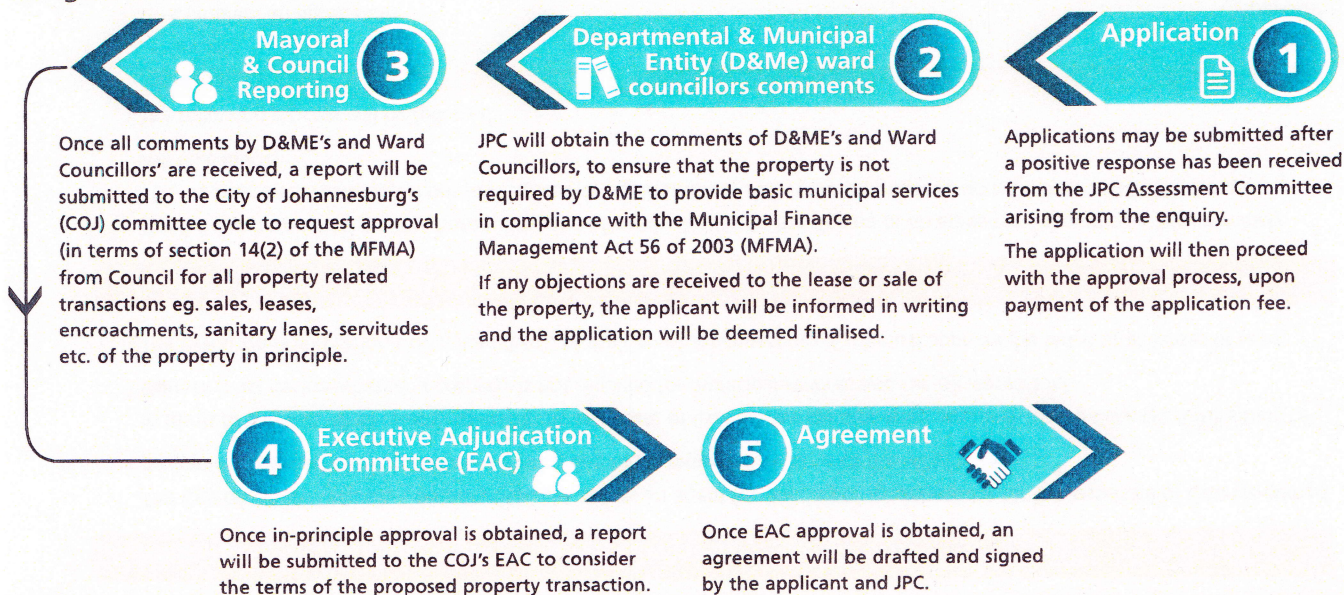 Application
1
Applications may be submitted after
a positive response has been received
from the JPC Assessment Committee
arising from the enquiry.
The application will then proceed
with the approval process, upon
payment of the application fee.
Departmental & Municipal
Entity (D&Me) ward
councillors comments
2
JPC will obtain the comments of D&ME's and Ward
Councillors, to ensure that the property is not
required by D&ME to provide basic municipal services
in compliance with the Municipal Finance
Management Act 56 of 2003 (MFMA).
If any objections are received to the lease or sale of
the property, the applicant will be informed in writing
and the application will be deemed finalised.
Mayoral
& Council
Reporting
3
Once all comments by D&ME's and Ward
Councillors' are received, a report will be
submitted to the City of Johannesburg's
(COJ) committee cycle to request approval
(in terms of section 14(2) of the MFMA)
from Council for all property related
transactions eg. sales, leases,
encroachments, sanitary lanes, servitudes
etc. of the property in principle.
4
Executive Adjudication
Committee (EAC)
Once in-principle approval is obtained, a report
will be submitted to the COJ's EAC to consider
the terms of the proposed property transaction.
5
Agreement
Once EAC approval is obtained, an
agreement will be drafted and signed
by the applicant and JPC.